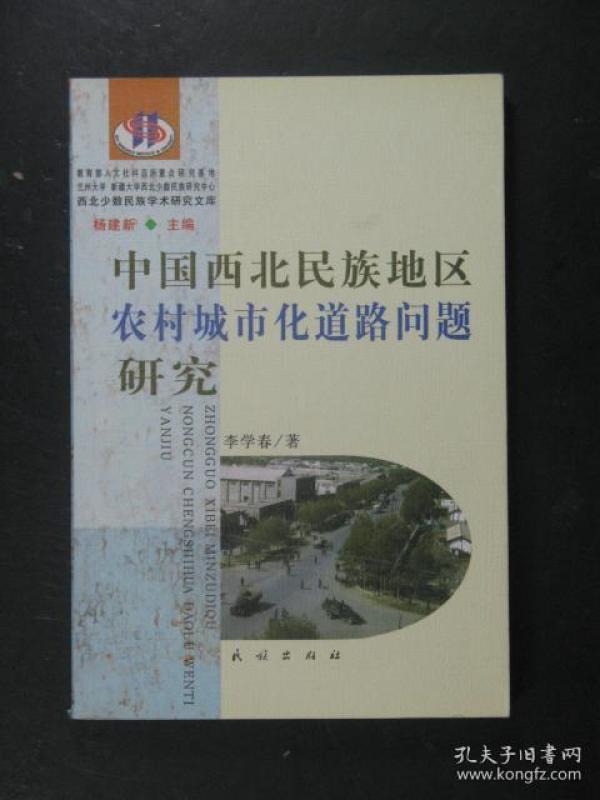 教育部人文社科百所重点研究基地
兰州大学 新疆大学西北少数民族研究中心
西北少数民族学术研究文库
杨建新◆主编
中国西北民族地区
农村城市化道路问题
研究
ZHONGGUO XIBEI MINZUDIQU
NONGCUN CHENGSHIHUA DAOLU WENTI
YANJIU
李学春/著
民族出版社
孔夫子旧书网
www.kongfz.com